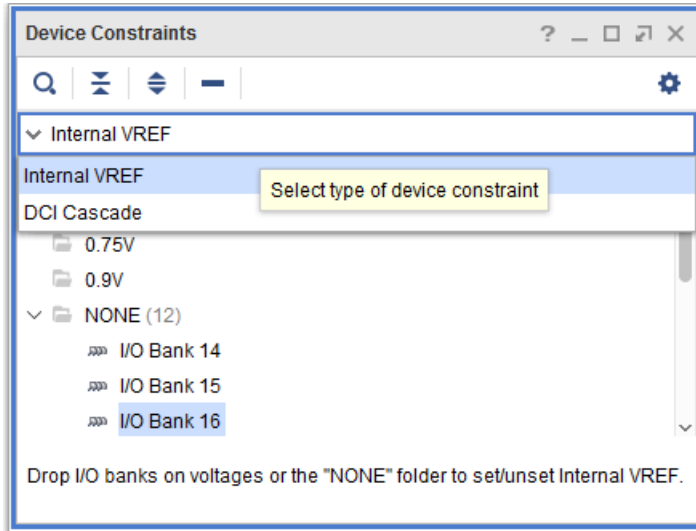 Device Constraints
Internal VREF
Internal VREF
Select type of device constraint
DCI Cascade
0.75V
0.9V
NONE (12)
I/O Bank 14
I/O Bank 15
I/O Bank 16
Drop I/O banks on voltages or the "NONE" folder to set/unset Internal VREF.